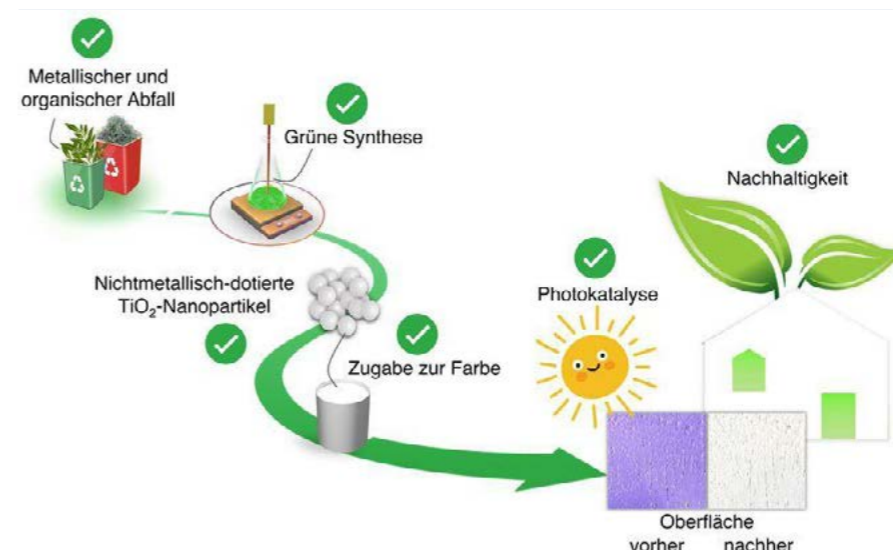 Metallischer und
organischer Abfall
Grüne Synthese
Nachhaltigkeit
Nichtmetallisch-dotierte
TiO₂-Nanopartikel
Photokatalyse
Zugabe zur Farbe
Oberfläche
vorher nachher